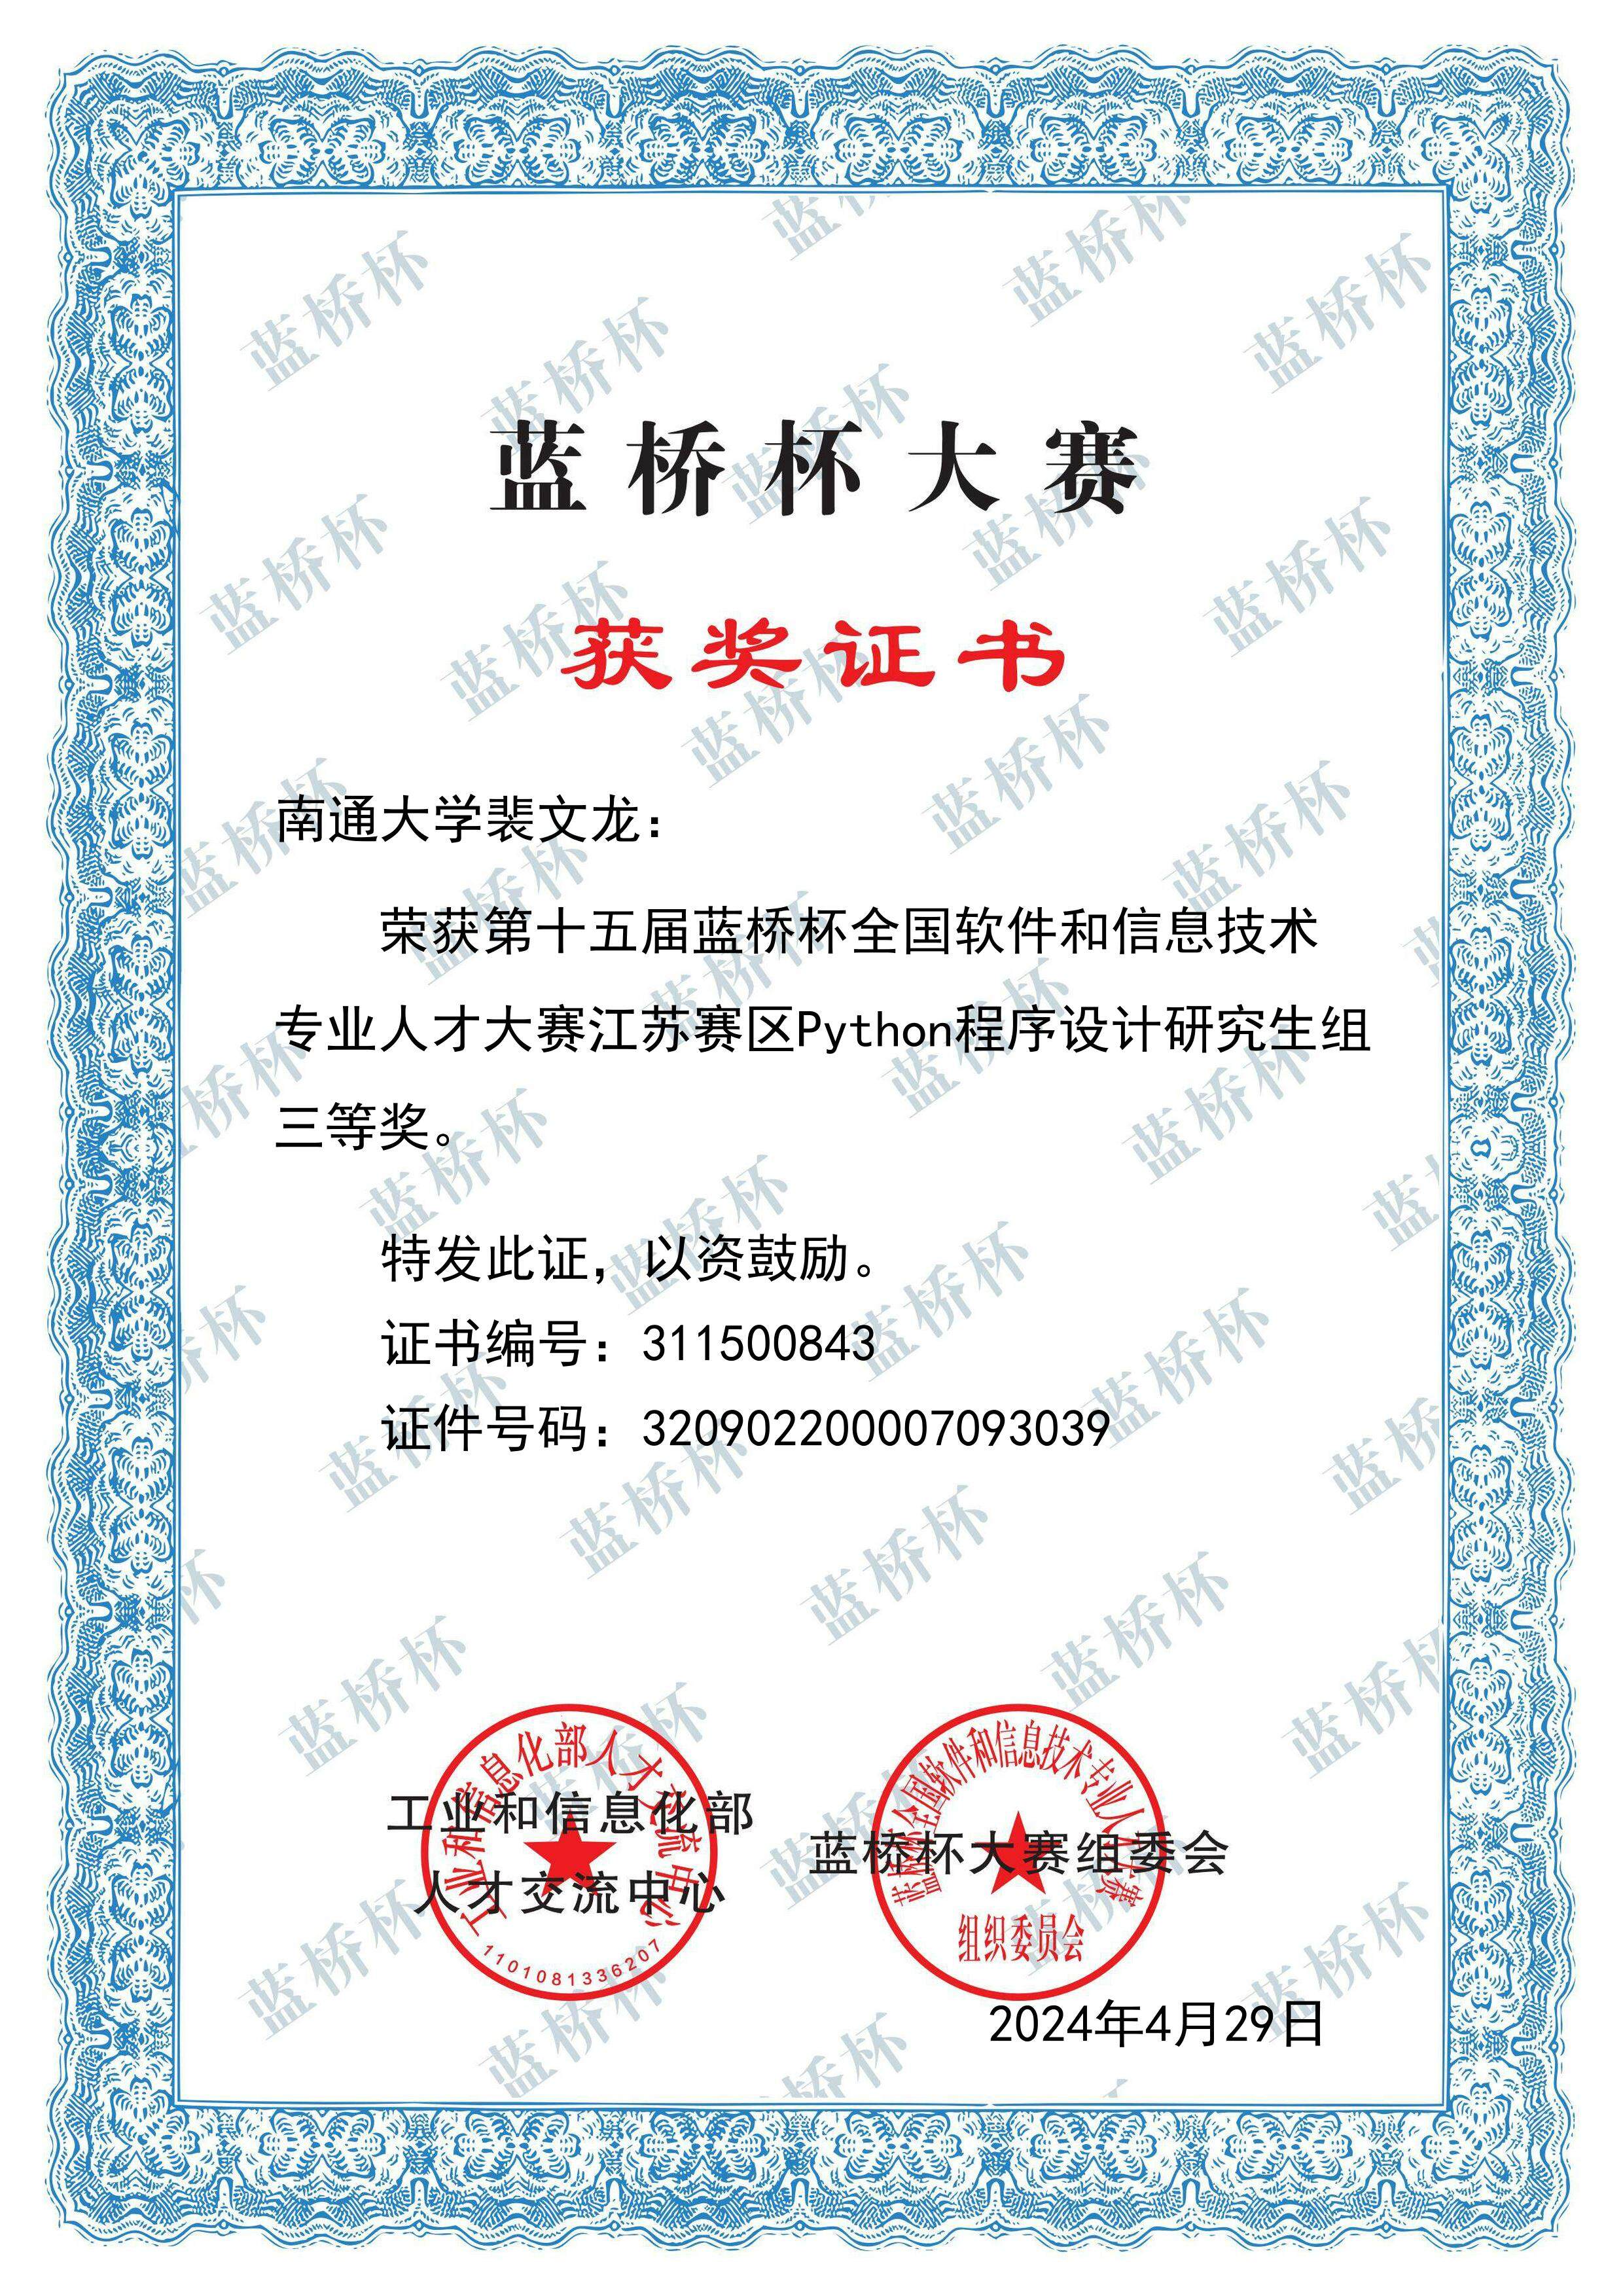 蓝桥杯大赛
获奖证书
南通大学裴文龙：
荣获第十五届蓝桥杯全国软件和信息技术
专业人才大赛江苏赛区Python程序设计研究生组
三等奖。
特发此证，以资鼓励。
证书编号：311500843
证件号码：320902200007093039
工业和信息化部人才交流中心
工业和信息化部
人才交流中心
1101081336207
蓝桥杯全国软件和信息技术专业人才大赛
蓝桥杯大赛组委会
组织委员会
2024年4月29日
蓝桥杯